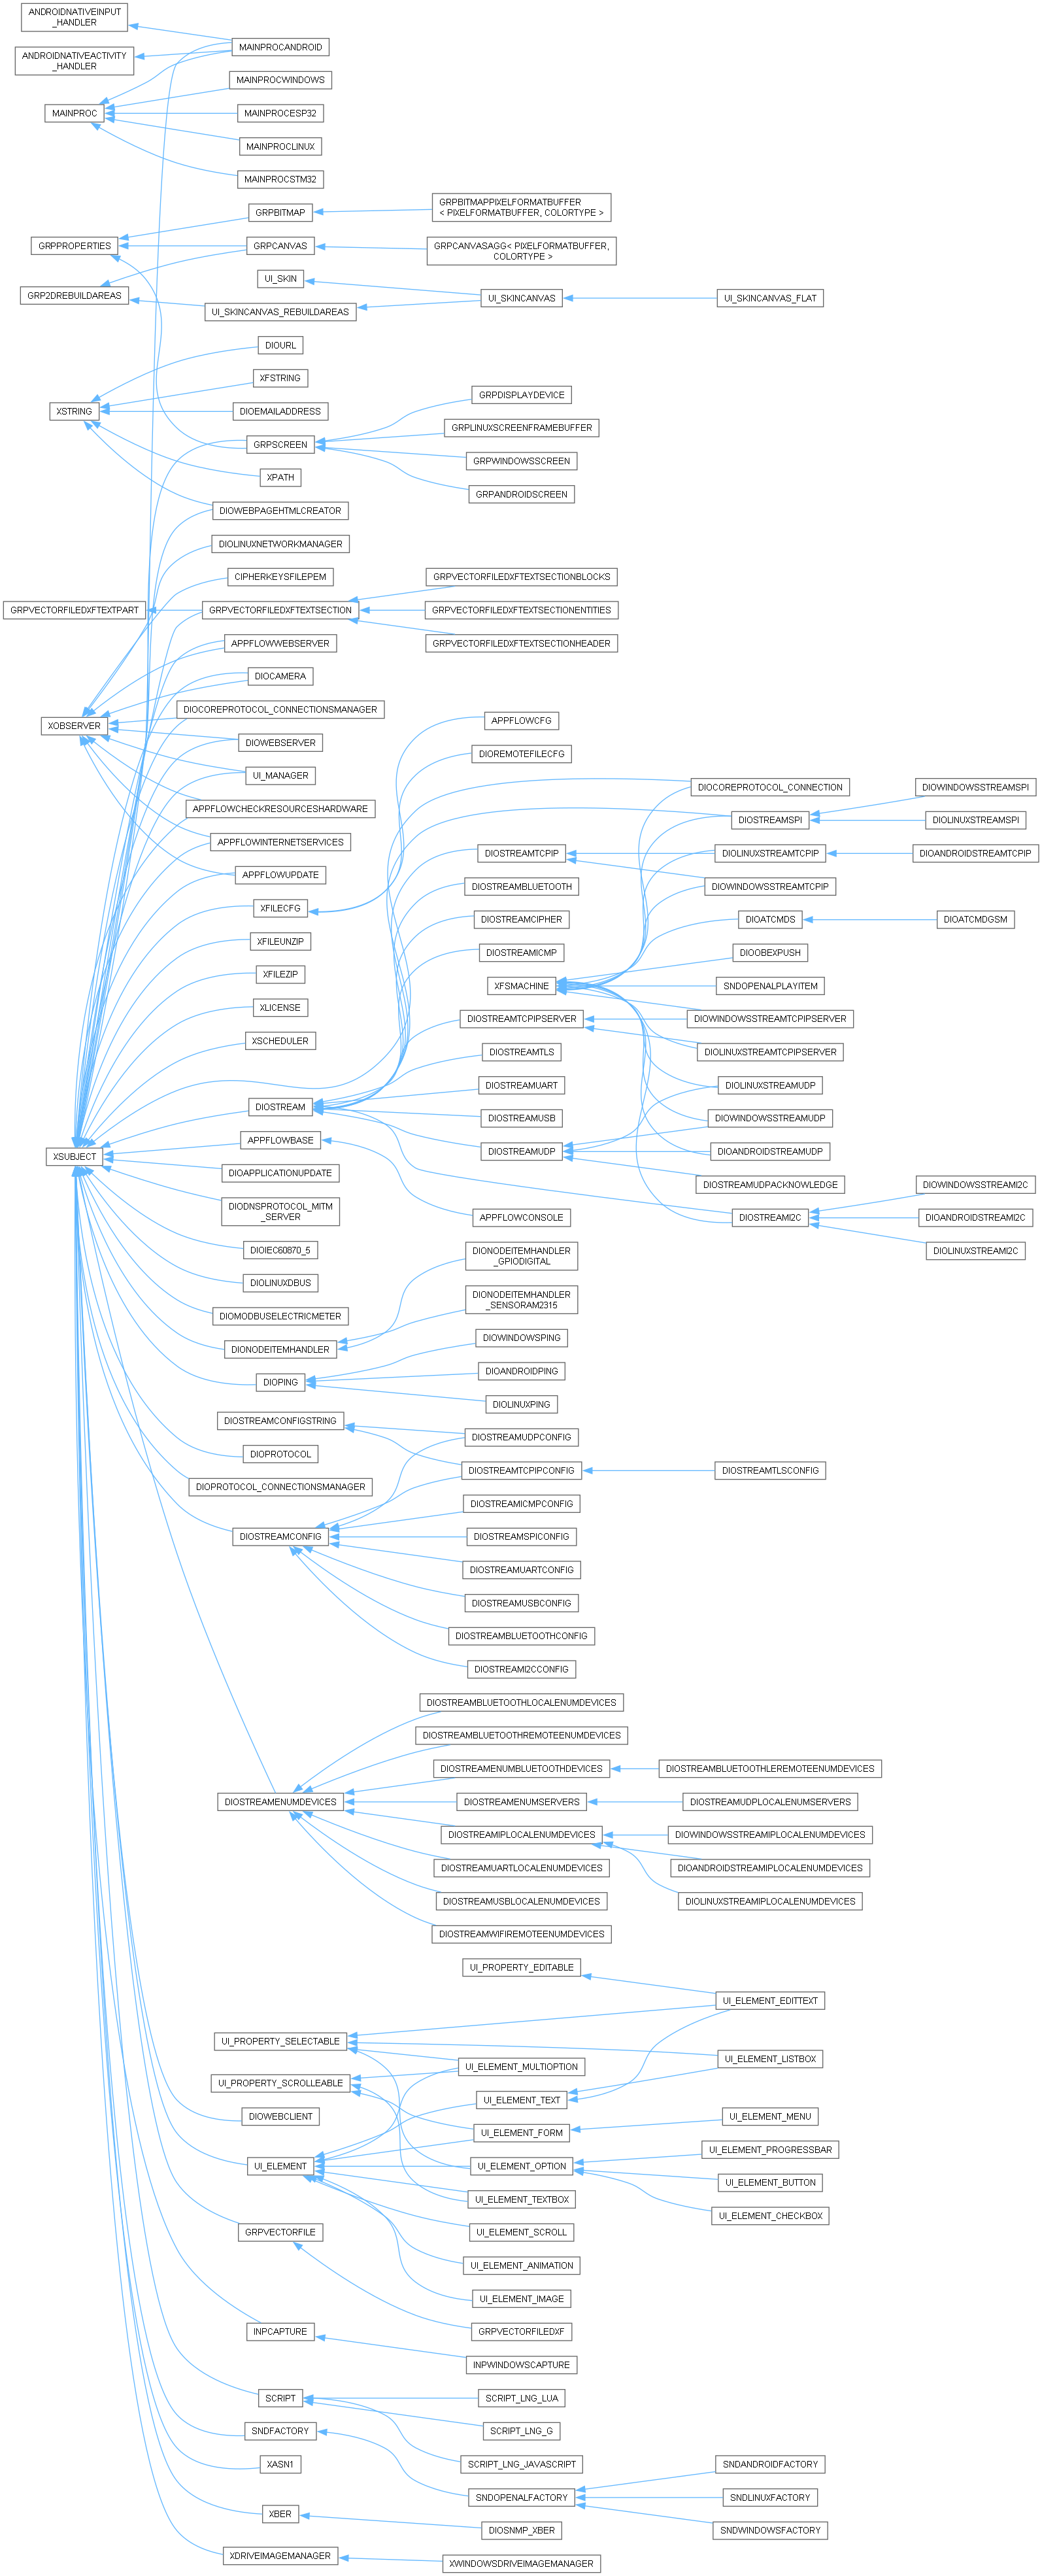 ANDROIDNATIVEINPUT
_HANDLER
MAINPROCANDROID
ANDROIDNATIVEACTIVITY
_HANDLER
MAINPROCWINDOWS
MAINPROC
MAINPROCESP32
MAINPROCLINUX
MAINPROCSTM32
GRPBITMAPPIXELFORMATBUFFER
< PIXELFORMATBUFFER, COLORTYPE >
GRPBITMAP
GRPPROPERTIES
GRPCANVAS
GRPCANVASAGG< PIXELFORMATBUFFER,
COLORTYPE >
UI_SKIN
GRP2DREBUILDAREAS
UI_SKINCANVAS
UI_SKINCANVAS_FLAT
UI_SKINCANVAS_REBUILDAREAS
DIOURL
XFSTRING
GRPDISPLAYDEVICE
XSTRING
DIOEMAILADDRESS
GRPLINUXSCREENFRAMEBUFFER
GRPSCREEN
GRPWINDOWSSCREEN
XPATH
GRPANDROIDSCREEN
DIOWEBPAGEHTMLCREATOR
DIOLINUXNETWORKMANAGER
CIPHERKEYSFILEPEM
GRPVECTORFILEDXFTEXTSECTIONBLOCKS
GRPVECTORFILEDXFTEXTPART
GRPVECTORFILEDXFTEXTSECTION
GRPVECTORFILEDXFTEXTSECTIONENTITIES
APPFLOWWEBSERVER
GRPVECTORFILEDXFTEXTSECTIONHEADER
DIOCAMERA
DIOCOREPROTOCOL_CONNECTIONSMANAGER
APPFLOWCFG
XOBSERVER
DIOWEBSERVER
DIOREMOTEFILECFG
UI_MANAGER
DIOCOREPROTOCOL_CONNECTION
DIOWINDOWSSTREAMSPI
APPFLOWCHECKRESOURCESHARDWARE
DIOSTREAMSPI
DIOLINUXSTREAMSPI
APPFLOWINTERNETSERVICES
DIOSTREAMTCPIP
DIOLINUXSTREAMTCPIP
DIOANDROIDSTREAMTCPIP
APPFLOWUPDATE
DIOSTREAMBLUETOOTH
DIOWINDOWSSTREAMTCPIP
XFILECFG
DIOSTREAMCIPHER
DIOATCMDS
DIOATCMDGSM
XFILEUNZIP
DIOSTREAMICMP
DIOOBEXPUSH
XFILEZIP
XFSMACHINE
SNDOPENALPLAYITEM
XLICENSE
DIOSTREAMTCPIPSERVER
DIOWINDOWSSTREAMTCPIPSERVER
XSCHEDULER
DIOSTREAMTLS
DIOLINUXSTREAMTCPIPSERVER
DIOSTREAMUART
DIOLINUXSTREAMUDP
DIOSTREAM
DIOSTREAMUSB
DIOWINDOWSSTREAMUDP
APPFLOWBASE
DIOSTREAMUDP
DIOANDROIDSTREAMUDP
XSUBJECT
DIOAPPLICATIONUPDATE
DIOSTREAMUDPACKNOWLEDGE
DIOWINDOWSSTREAMI2C
DIODNSPROTOCOL_MITM
_SERVER
APPFLOWCONSOLE
DIOSTREAMI2C
DIOANDROIDSTREAMI2C
DIOIEC60870_5
DIONODEITEMHANDLER
_GPIODIGITAL
DIOLINUXSTREAMI2C
DIOLINUXDBUS
DIONODEITEMHANDLER
_SENSORAM2315
DIOMODBUSELECTRICMETER
DIOWINDOWSPING
DIONODEITEMHANDLER
DIOANDROIDPING
DIOPING
DIOLINUXPING
DIOSTREAMCONFIGSTRING
DIOSTREAMUDPCONFIG
DIOPROTOCOL
DIOSTREAMTCPIPCONFIG
DIOSTREAMTLSCONFIG
DIOPROTOCOL_CONNECTIONSMANAGER
DIOSTREAMICMPCONFIG
DIOSTREAMCONFIG
DIOSTREAMSPICONFIG
DIOSTREAMUARTCONFIG
DIOSTREAMUSBCONFIG
DIOSTREAMBLUETOOTHCONFIG
DIOSTREAMI2CCONFIG
DIOSTREAMBLUETOOTHLOCALENUMDEVICES
DIOSTREAMBLUETOOTHREMOTEENUMDEVICES
DIOSTREAMENUMBLUETOOTHDEVICES
DIOSTREAMBLUETOOTHLEREMOTEENUMDEVICES
DIOSTREAMENUMDEVICES
DIOSTREAMENUMSERVERS
DIOSTREAMUDPLOCALENUMSERVERS
DIOSTREAMIPLOCALENUMDEVICES
DIOWINDOWSSTREAMIPLOCALENUMDEVICES
DIOSTREAMUARTLOCALENUMDEVICES
DIOANDROIDSTREAMIPLOCALENUMDEVICES
DIOSTREAMUSBLOCALENUMDEVICES
DIOLINUXSTREAMIPLOCALENUMDEVICES
DIOSTREAMWIFIREMOTEENUMDEVICES
UI_PROPERTY_EDITABLE
UI_ELEMENT_EDITTEXT
UI_PROPERTY_SELECTABLE
UI_ELEMENT_MULTIOPTION
UI_ELEMENT_LISTBOX
UI_PROPERTY_SCROLLEABLE
UI_ELEMENT_TEXT
DIOWEBCLIENT
UI_ELEMENT_FORM
UI_ELEMENT_MENU
UI_ELEMENT
UI_ELEMENT_OPTION
UI_ELEMENT_PROGRESSBAR
UI_ELEMENT_TEXTBOX
UI_ELEMENT_BUTTON
GRPVECTORFILE
UI_ELEMENT_SCROLL
UI_ELEMENT_CHECKBOX
UI_ELEMENT_ANIMATION
UI_ELEMENT_IMAGE
INPCAPTURE
GRPVECTORFILEDXF
INPWINDOWSCAPTURE
SCRIPT
SCRIPT_LNG_LUA
SNDFACTORY
SCRIPT_LNG_G
XASN1
SCRIPT_LNG_JAVASCRIPT
SNDANDROIDFACTORY
SNDOPENALFACTORY
SNDLINUXFACTORY
XBER
DIOSNMP_XBER
SNDWINDOWSFACTORY
XDRIVEIMAGEMANAGER
XWINDOWSDRIVEIMAGEMANAGER